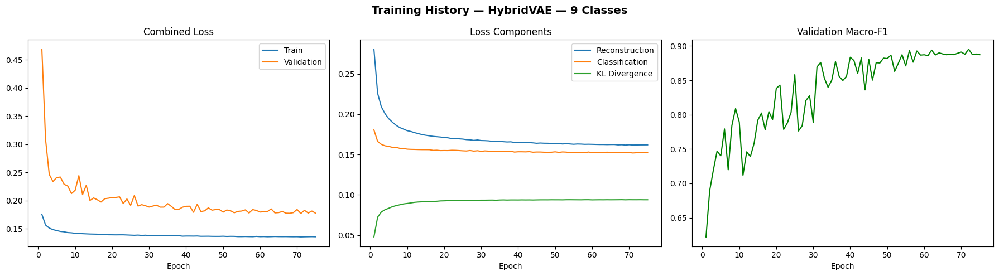 Training History — HybridVAE — 9 Classes
Combined Loss
Train
Validation
0.45
0.40
0.35
0.30
0.25
0.20
0.15
0 10 20 30 40 50 60 70
Epoch
Loss Components
Reconstruction
Classification
KL Divergence
0.25
0.20
0.15
0.10
0.05
0 10 20 30 40 50 60 70
Epoch
Validation Macro-F1
0.90
0.85
0.80
0.75
0.70
0.65
0 10 20 30 40 50 60 70
Epoch